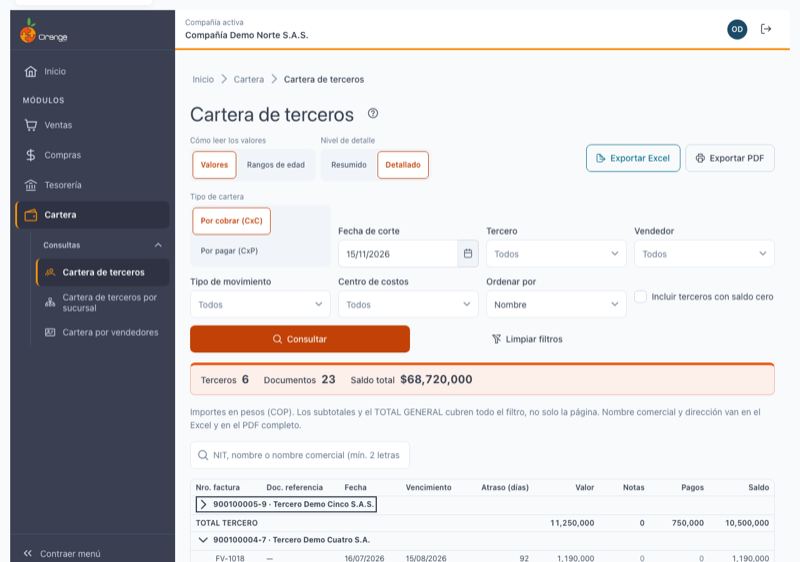 Orange
Inicio
MÓDULOS
Ventas
Compras
Tesorería
Cartera
Consultas
Cartera de terceros
Cartera de terceros por
sucursal
Cartera por vendedores
Contraer menú
Compañía activa
Compañía Demo Norte S.A.S.
OD
Inicio > Cartera > Cartera de terceros
Cartera de terceros
Cómo leer los valores
Nivel de detalle
Valores
Rangos de edad
Resumido
Detallado
Exportar Excel
Exportar PDF
Tipo de cartera
Por cobrar (CxC)
Por pagar (CxP)
Fecha de corte
15/11/2026
Tercero
Todos
Vendedor
Todos
Tipo de movimiento
Todos
Centro de costos
Todos
Ordenar por
Nombre
Incluir terceros con saldo cero
Consultar
Limpiar filtros
Terceros 6 Documentos 23 Saldo total $68,720,000
Importes en pesos (COP). Los subtotales y el TOTAL GENERAL cubren todo el filtro, no solo la página. Nombre comercial y dirección van en el
Excel y en el PDF completo.
NIT, nombre o nombre comercial (mín. 2 letras
Nro. factura Doc. referencia Fecha Vencimiento Atraso (días) Valor Notas Pagos Saldo
900100005-9 · Tercero Demo Cinco S.A.S.
TOTAL TERCERO 11,250,000 0 750,000 10,500,000
900100004-7 · Tercero Demo Cuatro S.A.
FV-1018 — 16/07/2026 15/08/2026 92 1,190,000 0 0 1,190,000